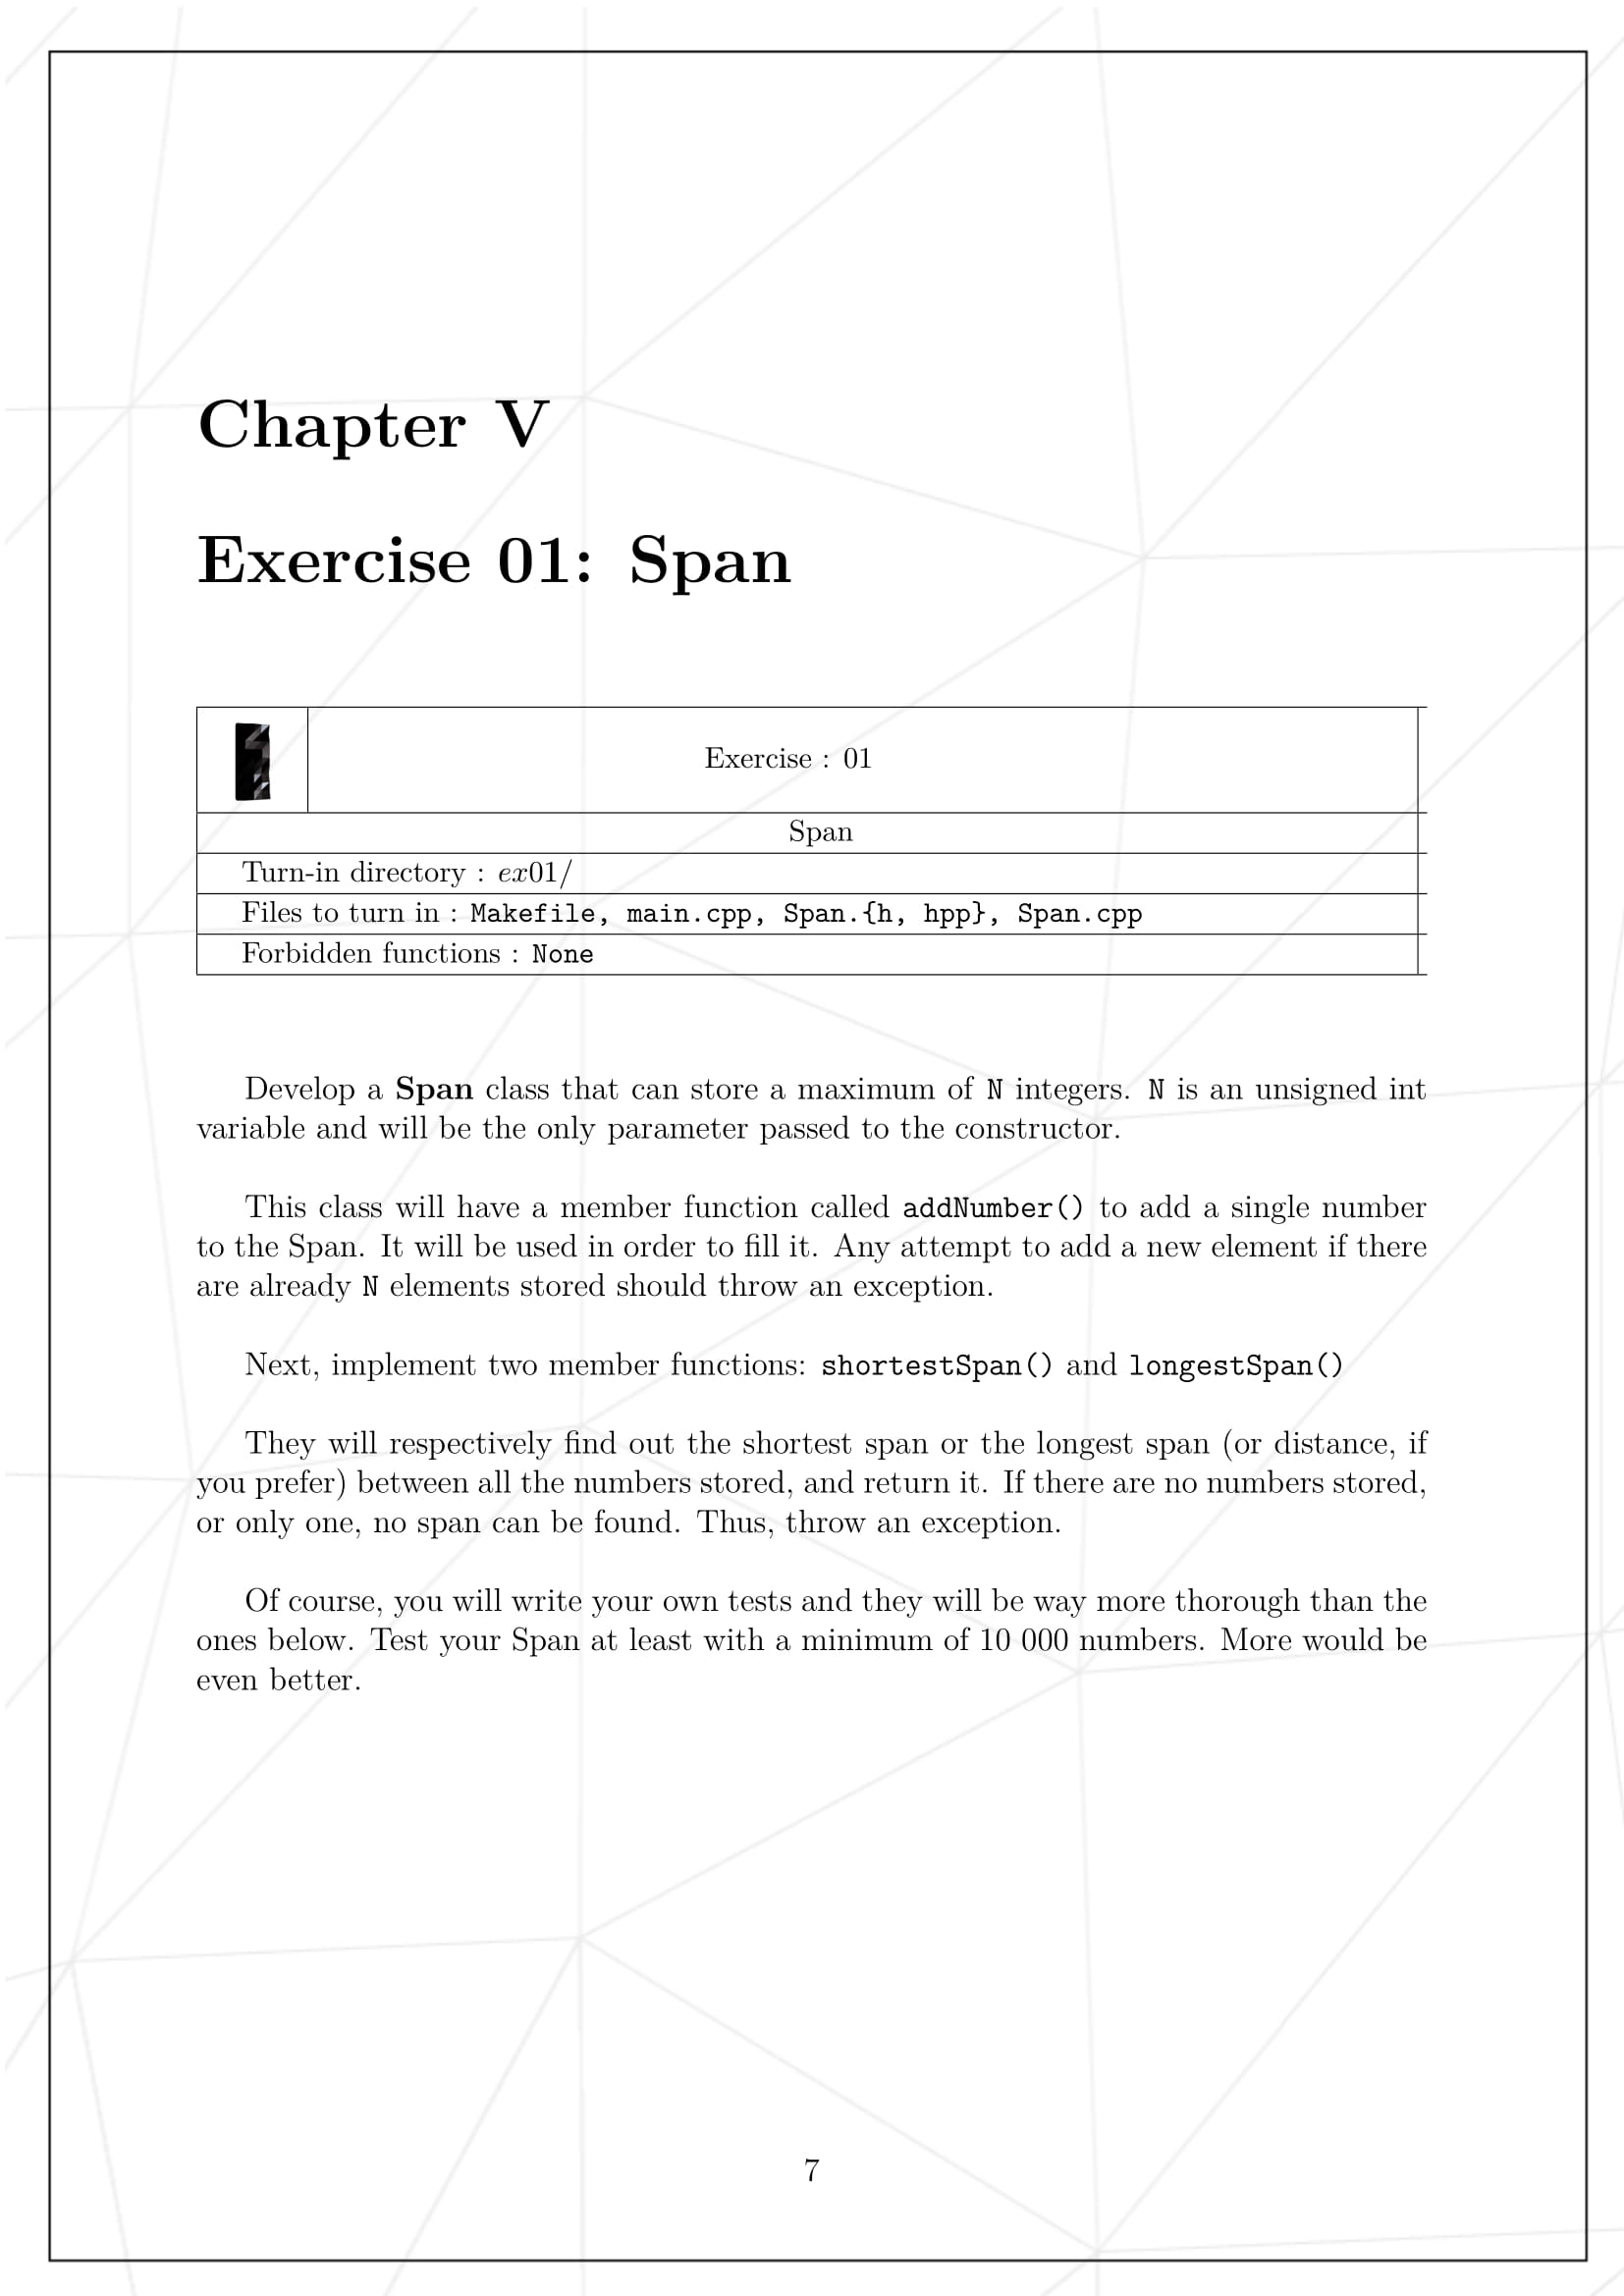 Chapter V
Exercise 01: Span
Exercise : 01
Span
Turn-in directory : ex01/
Files to turn in : Makefile, main.cpp, Span.{h, hpp}, Span.cpp
Forbidden functions : None
Develop a Span class that can store a maximum of N integers. N is an unsigned int
variable and will be the only parameter passed to the constructor.
This class will have a member function called addNumber() to add a single number
to the Span. It will be used in order to fill it. Any attempt to add a new element if there
are already N elements stored should throw an exception.
Next, implement two member functions: shortestSpan() and longestSpan()
They will respectively find out the shortest span or the longest span (or distance, if
you prefer) between all the numbers stored, and return it. If there are no numbers stored,
or only one, no span can be found. Thus, throw an exception.
Of course, you will write your own tests and they will be way more thorough than the
ones below. Test your Span at least with a minimum of 10 000 numbers. More would be
even better.
7